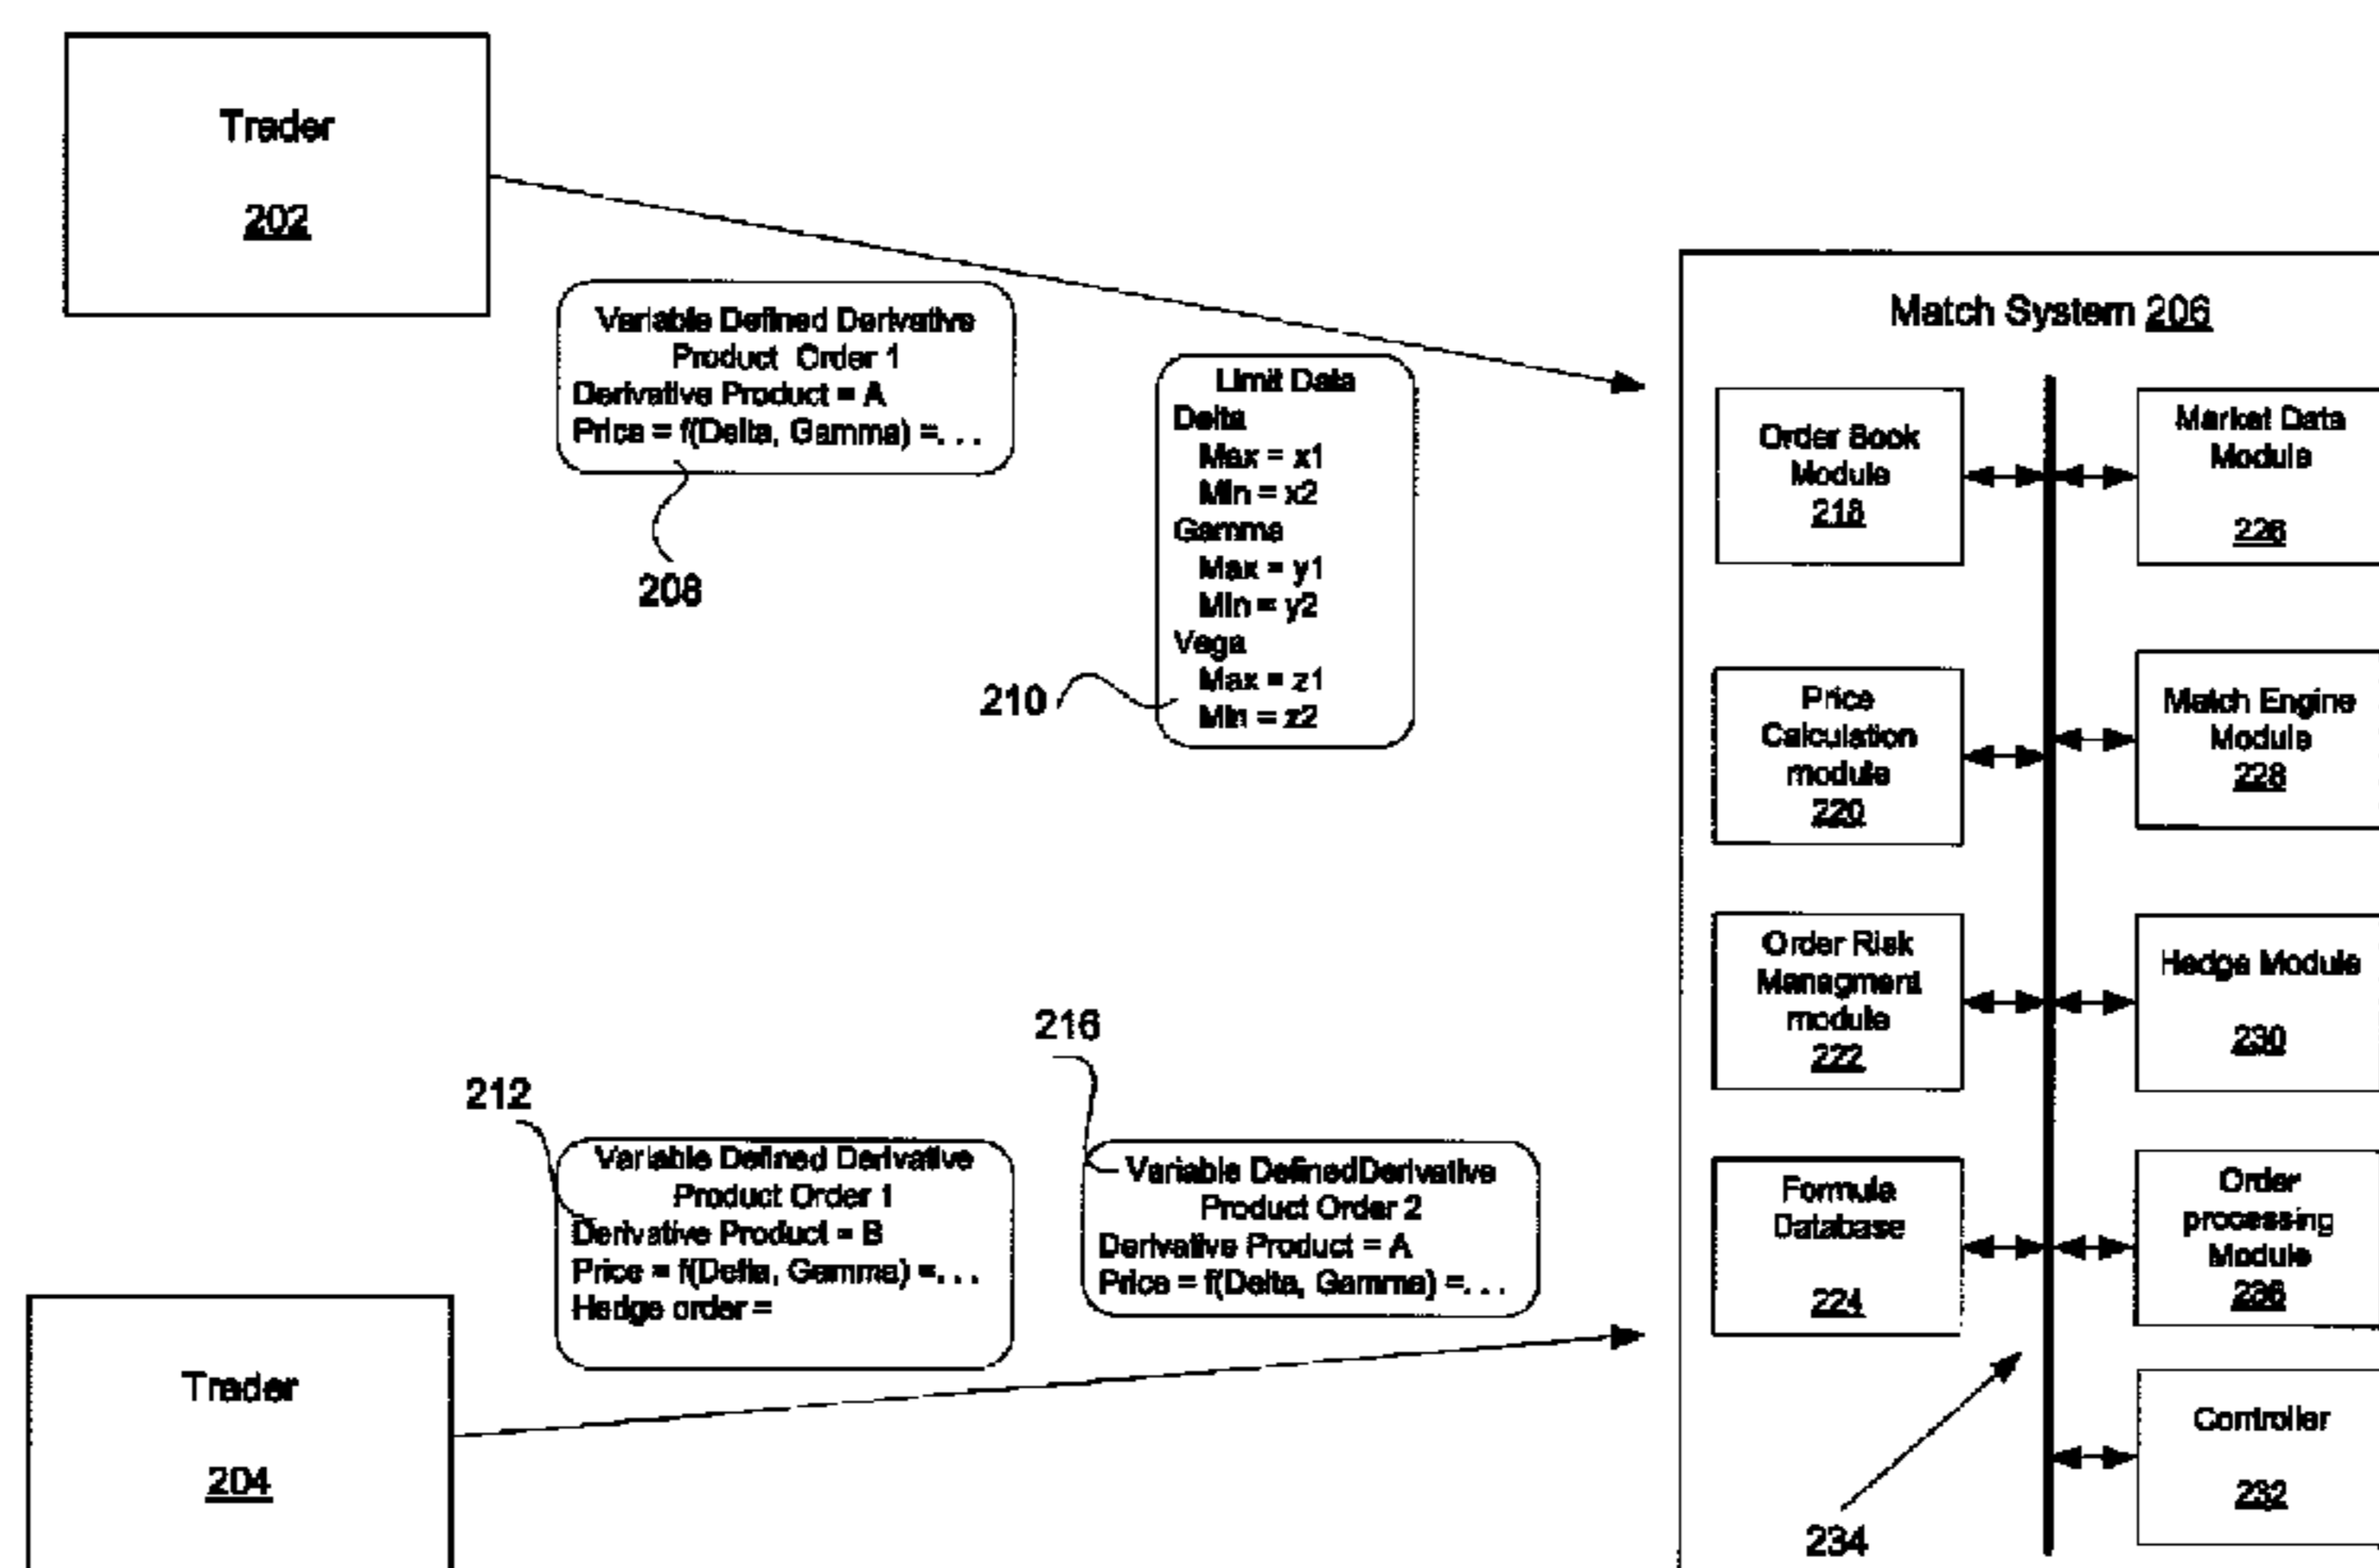 Trader
202
Variable Defined Derivative
Product Order 1
Derivative Product = A
Price = f(Delta, Gamma) =. . .
208
Limit Data
Delta
Max = x1
Min = x2
Gamma
Max = y1
Min = y2
Vega
Max = z1
Min = z2
210
Match System 206
Order Book
Module
218
Market Data
Module
226
Price
Calculation
module
220
Match Engine
Module
228
Order Risk
Managment
module
222
Hedge Module
230
Formula
Database
224
Order
processing
Module
236
Controller
232
234
212
Variable Defined Derivative
Product Order 1
Derivative Product = B
Price = f(Delta, Gamma) =. . .
Hedge order =
216
Variable DefinedDerivative
Product Order 2
Derivative Product = A
Price = f(Delta, Gamma) =. . .
Trader
204